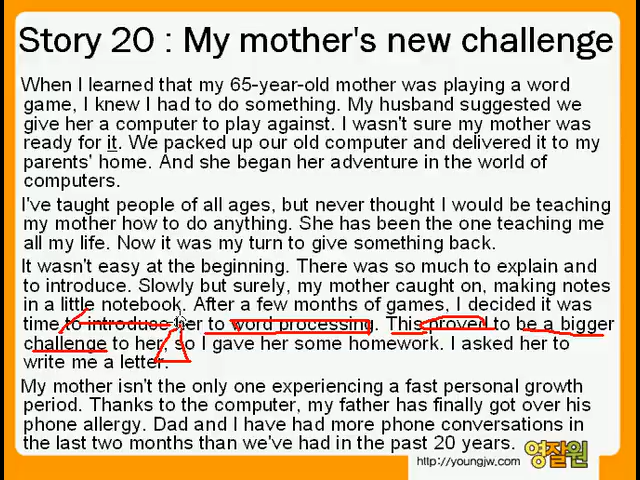 Story 20 : My mother's new challenge
When I learned that my 65-year-old mother was playing a word
game, I knew I had to do something. My husband suggested we
give her a computer to play against. I wasn't sure my mother was
ready for it. We packed up our old computer and delivered it to my
parents' home. And she began her adventure in the world of
computers.
I've taught people of all ages, but never thought I would be teaching
my mother how to do anything. She has been the one teaching me
all my life. Now it was my turn to give something back.
It wasn't easy at the beginning. There was so much to explain and
to introduce. Slowly but surely, my mother caught on, making notes
in a little notebook. After a few months of games, I decided it was
time to introduce her to word processing. This proved to be a bigger
challenge to her, so I gave her some homework. I asked her to
write me a letter.
My mother isn't the only one experiencing a fast personal growth
period. Thanks to the computer, my father has finally got over his
phone allergy. Dad and I have had more phone conversations in
the last two months than we've had in the past 20 years.
영잘원
http://youngjw.com